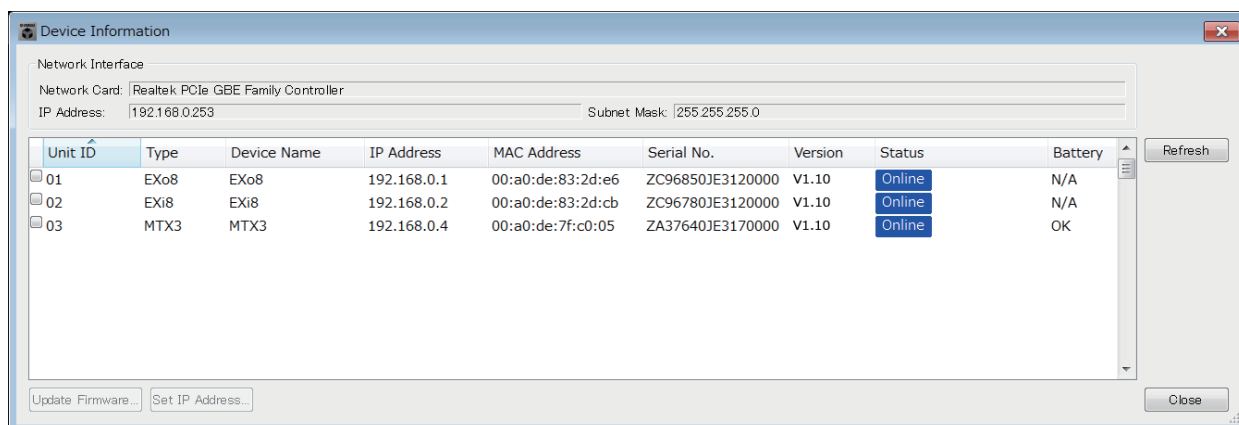 Device Information
Network Interface
Network Card: Realtek PCIe GBE Family Controller
IP Address: 192.168.0.253 Subnet Mask: 255.255.255.0
Unit ID Type Device Name IP Address MAC Address Serial No. Version Status Battery Refresh
01 EXo8 EXo8 192.168.0.1 00:a0:de:83:2d:e6 ZC96850JE3120000 V1.10 Online N/A
02 EXi8 EXi8 192.168.0.2 00:a0:de:83:2d:cb ZC96780JE3120000 V1.10 Online N/A
03 MTX3 MTX3 192.168.0.4 00:a0:de:7f:c0:05 ZA37640JE3170000 V1.10 Online OK
Update Firmware... Set IP Address... Close